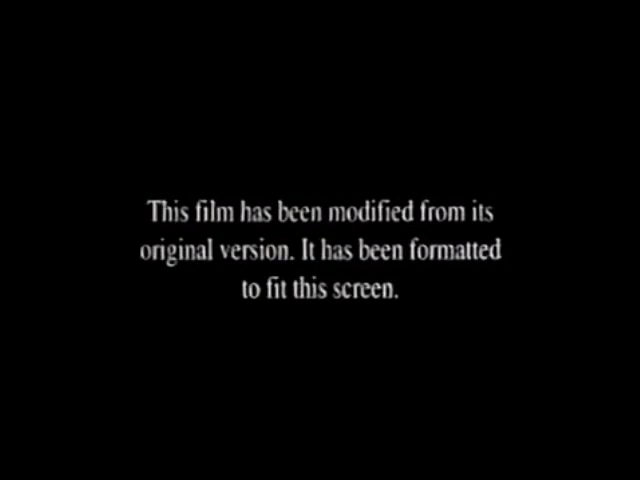 This film has been modified from its
original version. It has been formatted
to fit this screen.